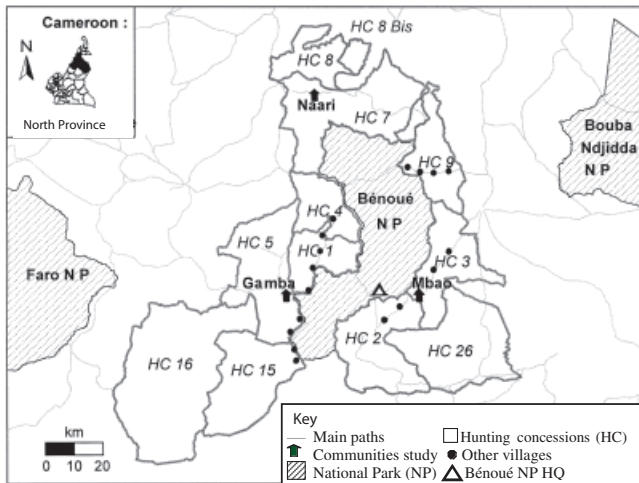 Cameroon :
N
North Province
HC 8 Bis
HC 8
Naari
HC 7
Bouba
Ndjidda
N P
HC 9
Bénoué
N P
HC 4
HC 5
HC 1
HC 3
Faro N P
Gamba
Mbao
HC 2
HC 16
HC 15
HC 26
km
0 10 20
Key
Main paths
Hunting concessions (HC)
Communities study
Other villages
National Park (NP)
Bénoué NP HQ